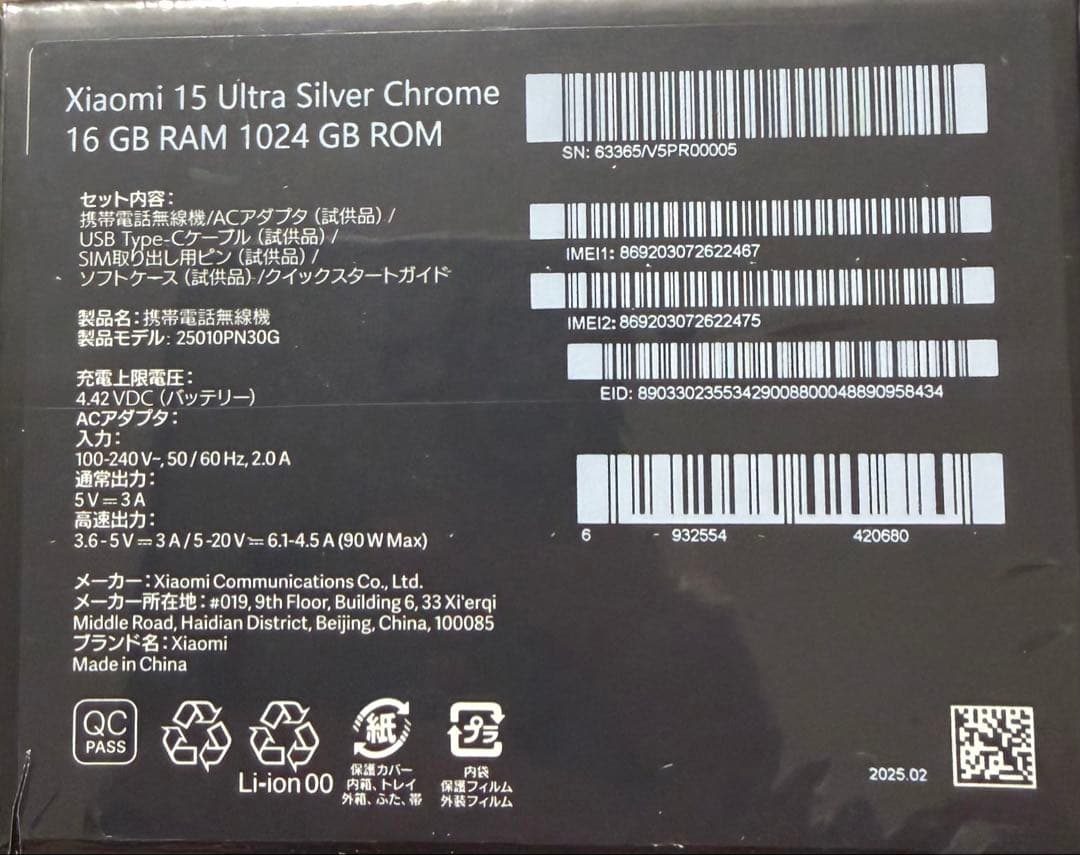 Xiaomi 15 Ultra Silver Chrome
16 GB RAM 1024 GB ROM
セット内容：
携帯電話無線機/ACアダプタ（試供品）/
USB Type-Cケーブル（試供品）/
SIM取り出し用ピン（試供品）/
ソフトケース（試供品）/クイックスタートガイド
製品名：携帯電話無線機
製品モデル: 25010PN30G
充電上限電圧：
4.42 VDC（バッテリー）
ACアダプタ：
入力：
100-240 V~, 50 / 60 Hz, 2.0 A
通常出力：
5 V⎓3 A
高速出力：
3.6-5 V⎓3 A / 5-20 V⎓6.1-4.5 A (90 W Max)
メーカー：Xiaomi Communications Co., Ltd.
メーカー所在地：#019, 9th Floor, Building 6, 33 Xi'erqi
Middle Road, Haidian District, Beijing, China, 100085
ブランド名：Xiaomi
Made in China
QC
PASS
Li-ion 00
紙
保護カバー
内箱、トレイ
外箱、ふた、帯
プラ
内袋
保護フィルム
外装フィルム
SN: 63365/V5PR00005
IMEI1: 869203072622467
IMEI2: 869203072622475
EID: 89033023553429008800048890958434
6 932554 420680
2025.02